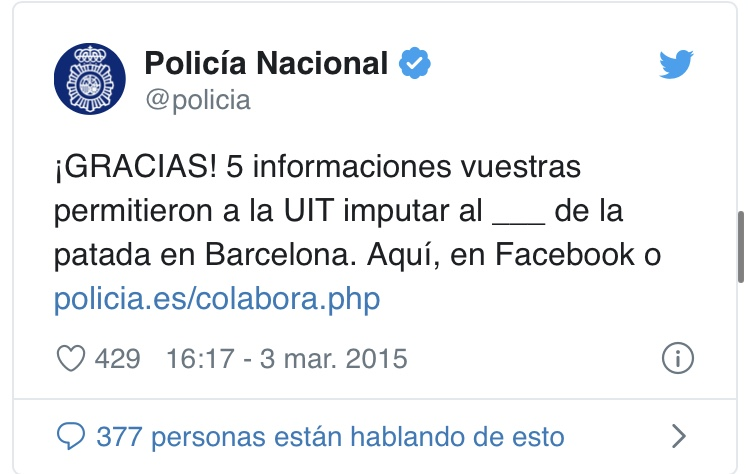 Policía Nacional
@policia
¡GRACIAS! 5 informaciones vuestras
permitieron a la UIT imputar al ___ de la
patada en Barcelona. Aquí, en Facebook o
policia.es/colabora.php
429 16:17 - 3 mar. 2015
377 personas están hablando de esto